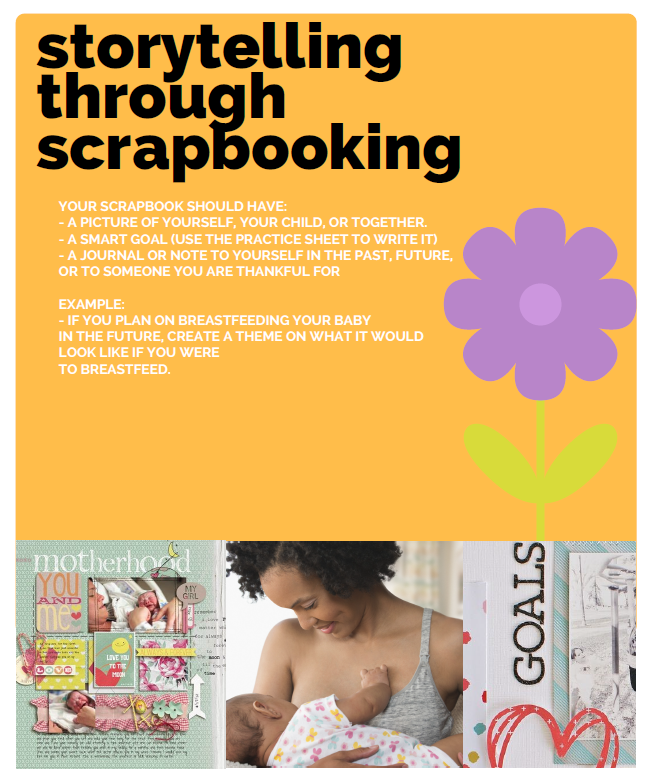 storytelling
through
scrapbooking
YOUR SCRAPBOOK SHOULD HAVE:
- A PICTURE OF YOURSELF, YOUR CHILD, OR TOGETHER.
- A SMART GOAL (USE THE PRACTICE SHEET TO WRITE IT)
- A JOURNAL OR NOTE TO YOURSELF IN THE PAST, FUTURE,
OR TO SOMEONE YOU ARE THANKFUL FOR
EXAMPLE:
- IF YOU PLAN ON BREASTFEEDING YOUR BABY
IN THE FUTURE, CREATE A THEME ON WHAT IT WOULD
LOOK LIKE IF YOU WERE
TO BREASTFEED.
motherhood
YOU
AND
me
MY
GIRL
LOVE YOU
TO THE
MOON
LOVE
time
GOALS